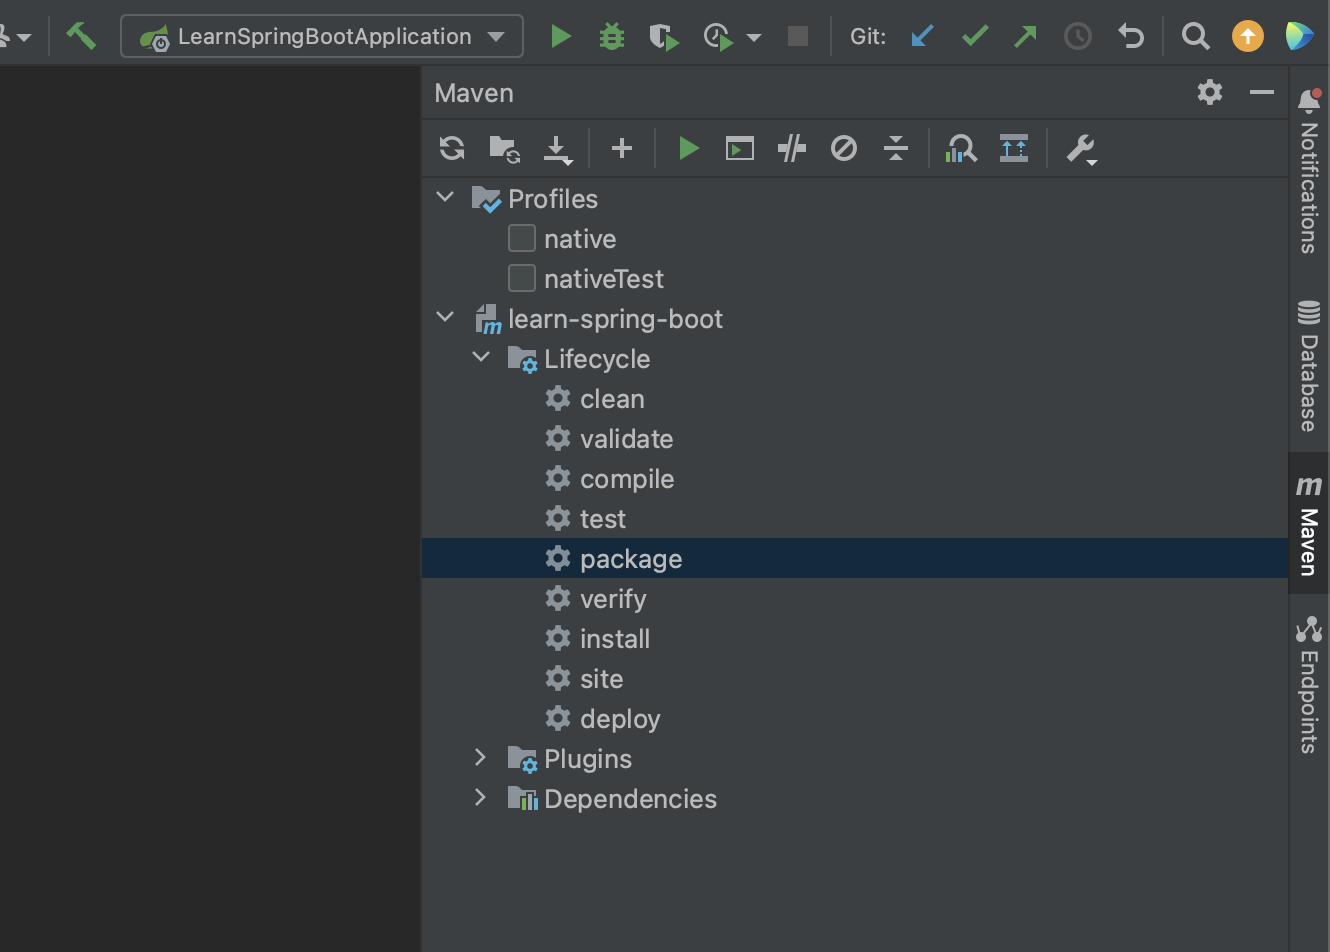 LearnSpringBootApplication
Git:
Maven
Profiles
native
nativeTest
m learn-spring-boot
Lifecycle
clean
validate
compile
test
package
verify
install
site
deploy
Plugins
Dependencies
Notifications
Database
m Maven
Endpoints